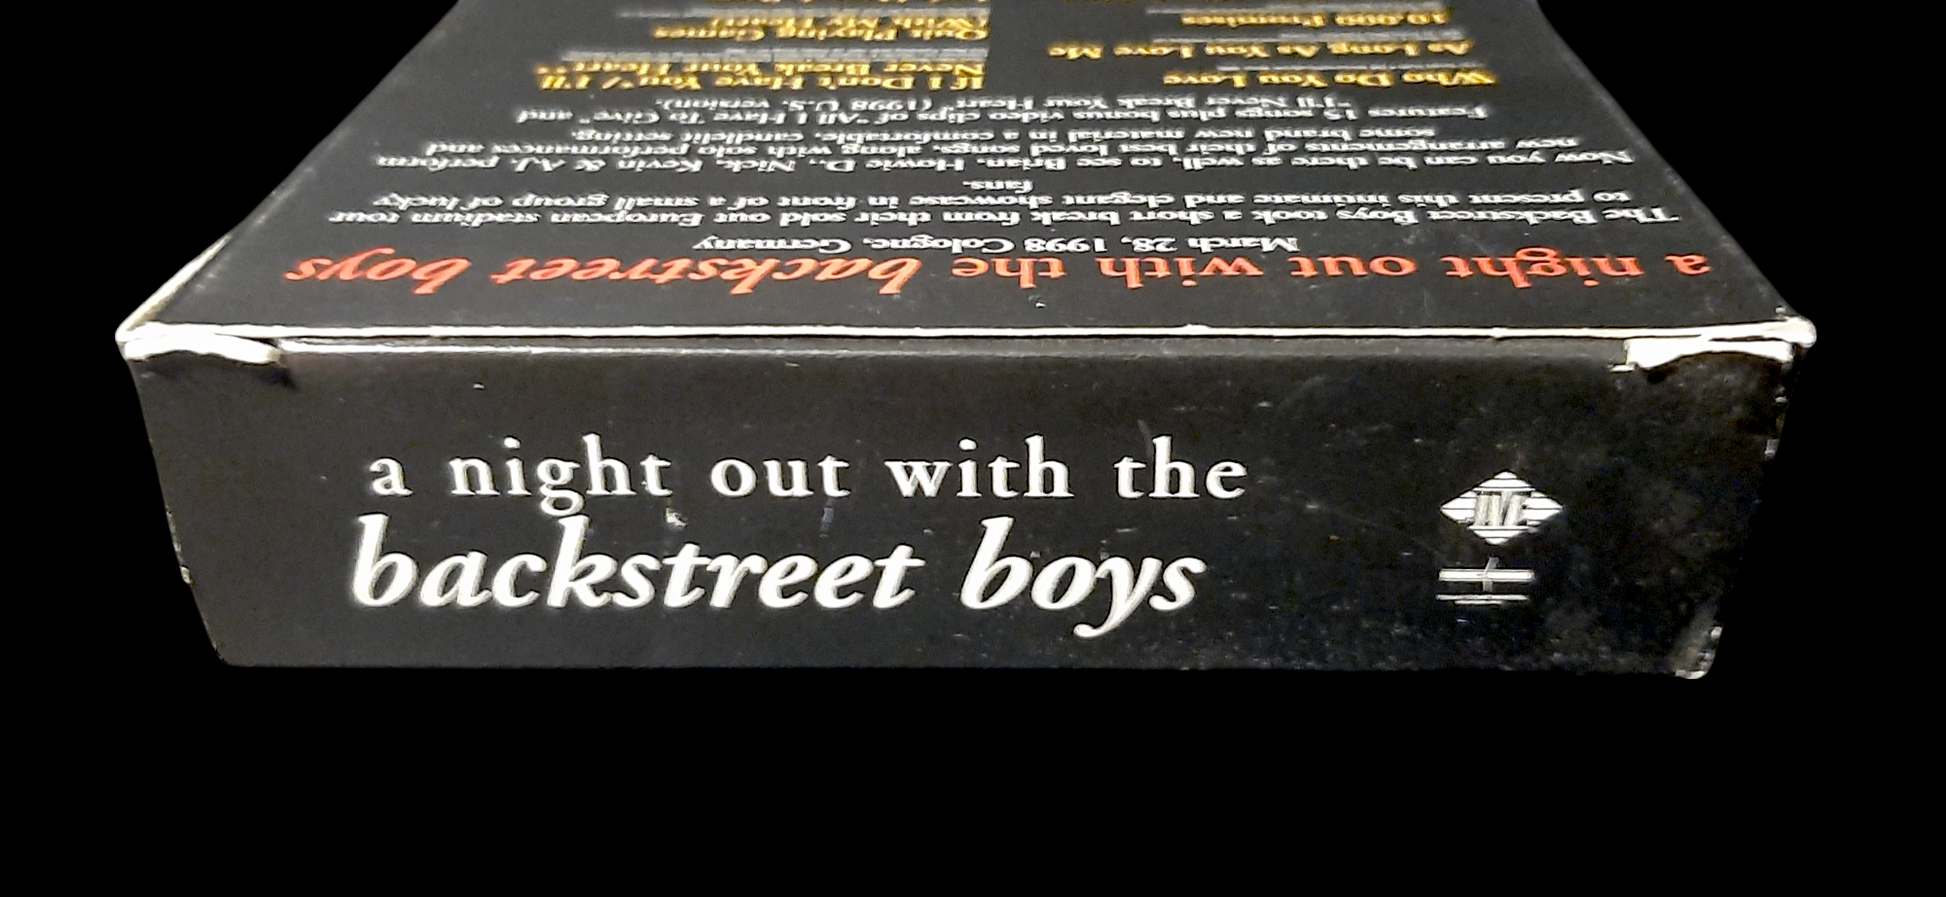 a night out with the
backstreet boys
a night out with the backstreet boys
March 28, 1998 Cologne, Germany
The Backstreet Boys took a short break from their sold out European stadium tour
to present this intimate and elegant showcase in front of a small group of lucky
fans.
Now you can be there as well, to see Brian, Howie D., Nick, Kevin & AJ, perform
new arrangements of their best loved songs, along with solo performances and
some brand new material in a comfortable, candlelit setting.
Features 15 songs plus bonus video clips of "All I Have To Give" and
"I'll Never Break Your Heart" (1998 U.S. version).
Who Do You Love
As Long As You Love Me
10,000 Promises
If I Don't Have You / I'll
Never Break Your Heart**
Quit Playing Games
(With My Heart)